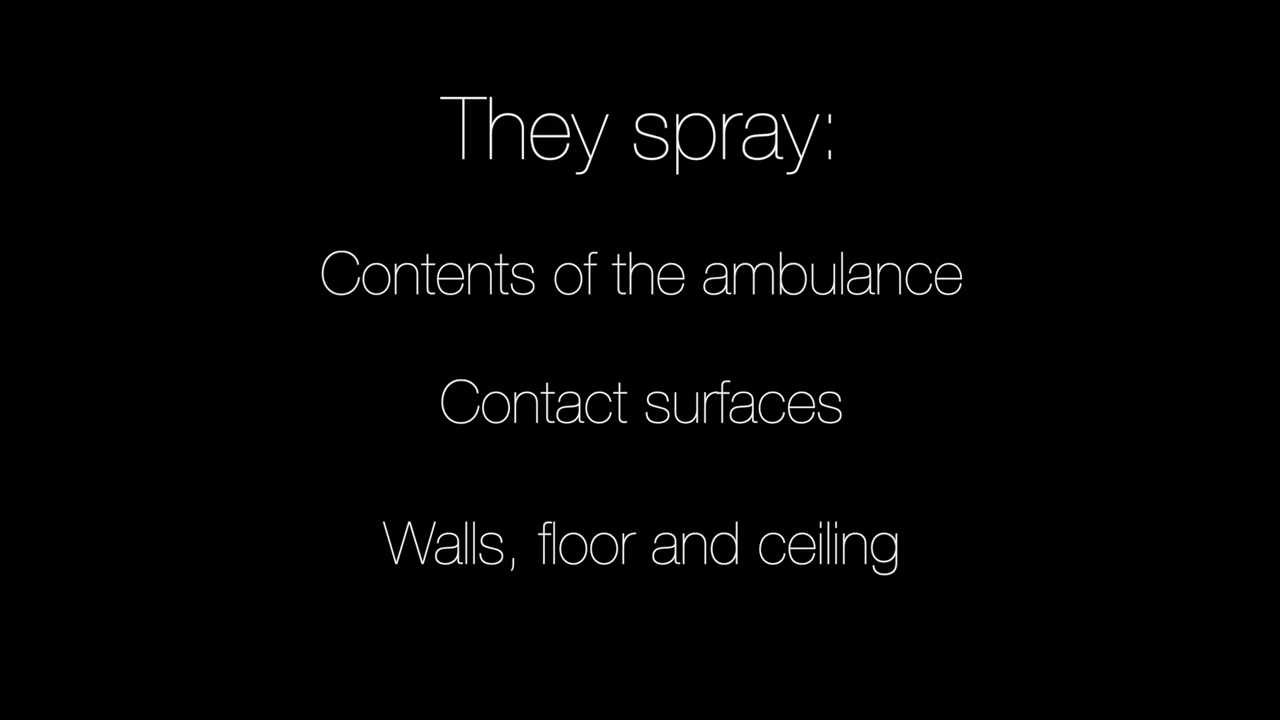 They spray:
Contents of the ambulance
Contact surfaces
Walls, floor and ceiling